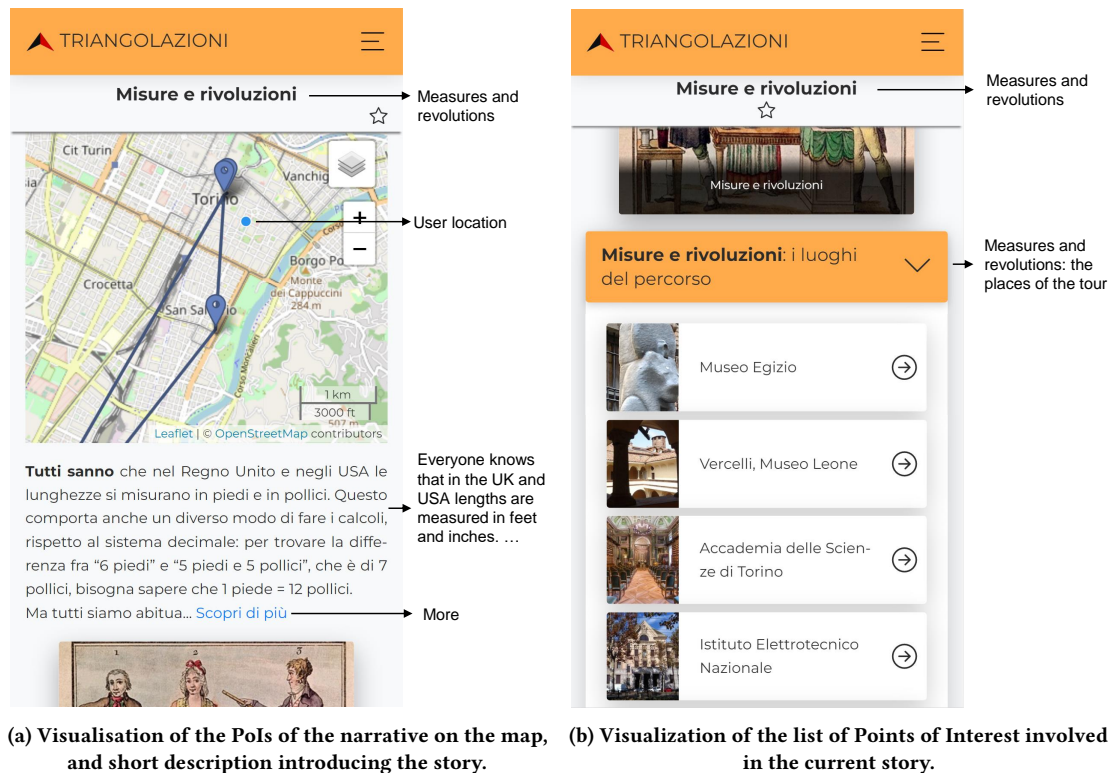 TRIANGOLAZIONI
Misure e rivoluzioni
Measures and
revolutions
Cit Turin
Vanchig
Torino
User location
+
−
Borgo Po
Corso Moncalieri
Monte
dei Cappuccini
284 m
Crocetta
San Sal io
1 km
3000 ft
507 m
Leaflet | © OpenStreetMap contributors
Tutti sanno che nel Regno Unito e negli USA le
lunghezze si misurano in piedi e in pollici. Questo
comporta anche un diverso modo di fare i calcoli,
rispetto al sistema decimale: per trovare la diffe-
renza fra “6 piedi” e “5 piedi e 5 pollici”, che è di 7
pollici, bisogna sapere che 1 piede = 12 pollici.
Ma tutti siamo abitua... Scopri di più
Everyone knows
that in the UK and
USA lengths are
measured in feet
and inches. …
More
1 2 3
(a) Visualisation of the PoIs of the narrative on the map,
and short description introducing the story.
TRIANGOLAZIONI
Misure e rivoluzioni
Measures and
revolutions
Misure e rivoluzioni
Misure e rivoluzioni: i luoghi
del percorso
Measures and
revolutions: the
places of the tour
Museo Egizio
Vercelli, Museo Leone
Accademia delle Scien-
ze di Torino
Istituto Elettrotecnico
Nazionale
(b) Visualization of the list of Points of Interest involved
in the current story.